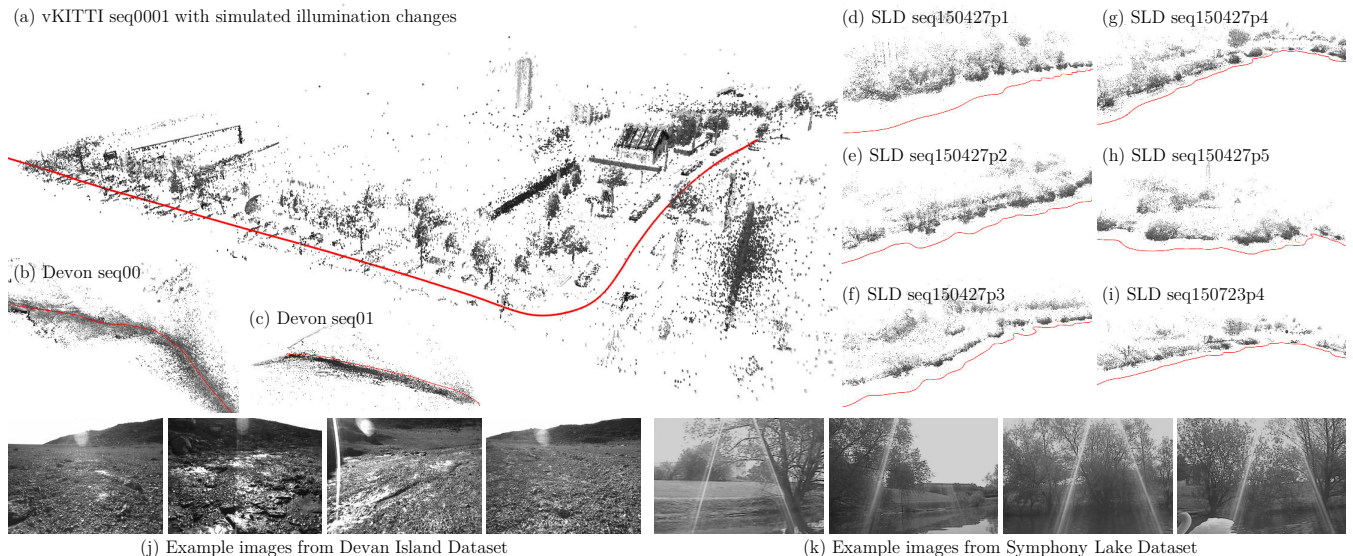 (a) vKITTI seq0001 with simulated illumination changes
(b) Devon seq00
(c) Devon seq01
(d) SLD seq150427p1
(e) SLD seq150427p2
(f) SLD seq150427p3
(g) SLD seq150427p4
(h) SLD seq150427p5
(i) SLD seq150723p4
(j) Example images from Devan Island Dataset
(k) Example images from Symphony Lake Dataset